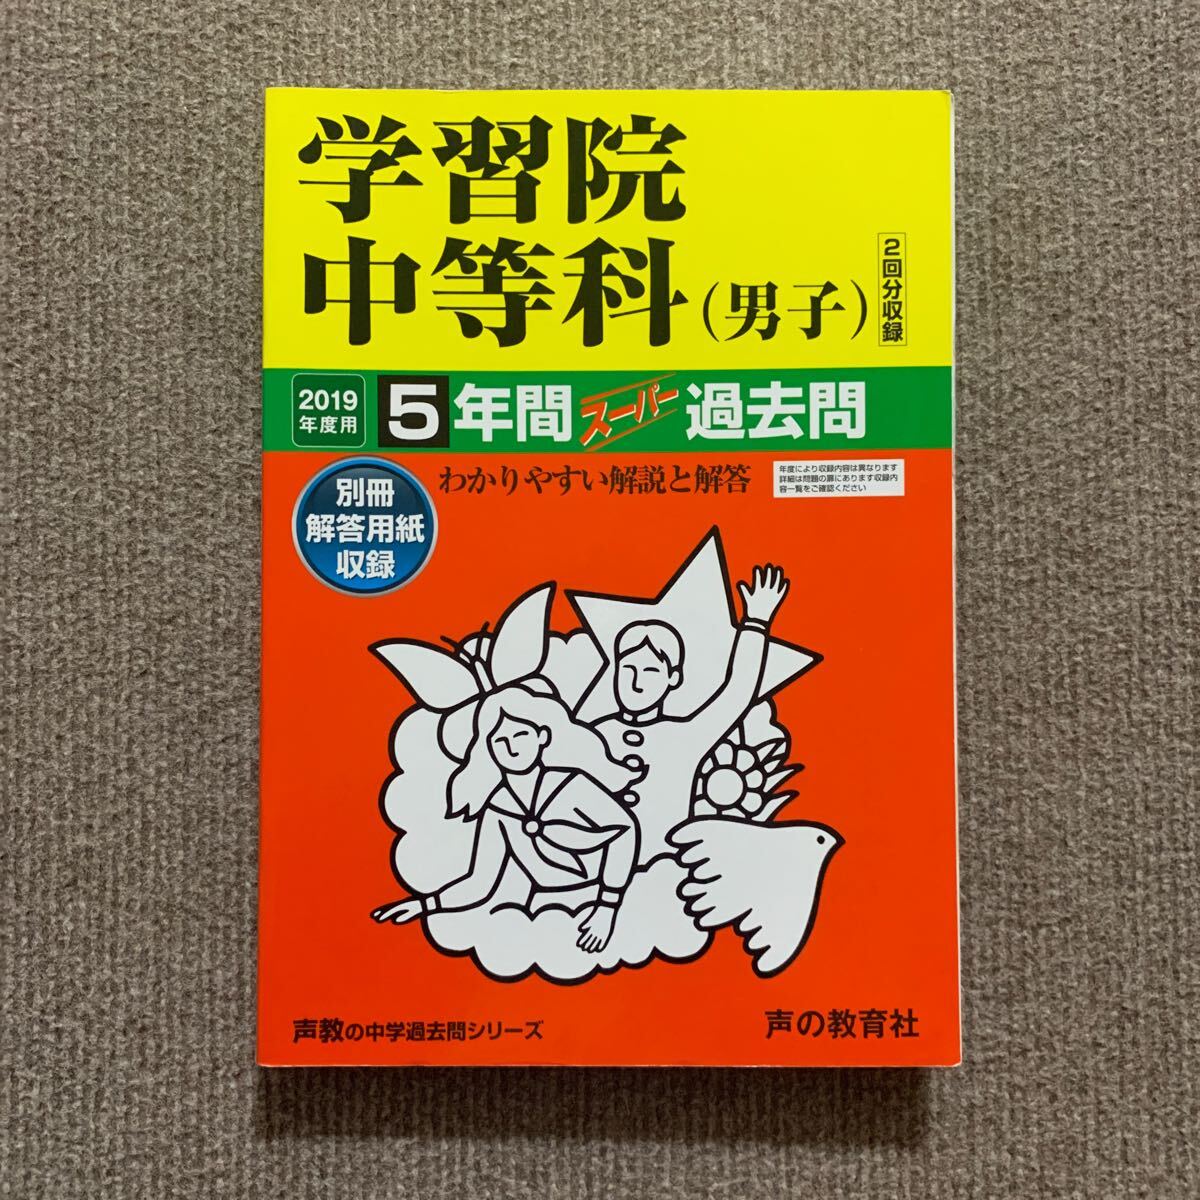 学習院
中等科(男子)
2回分収録
2019
年度用
5年間スーパー過去問
わかりやすい解説と解答
年度により収録内容は異なります
詳細は問題の扉にあります収録内
容一覧をご確認ください
別冊
解答用紙
収録
声教の中学過去問シリーズ
声の教育社